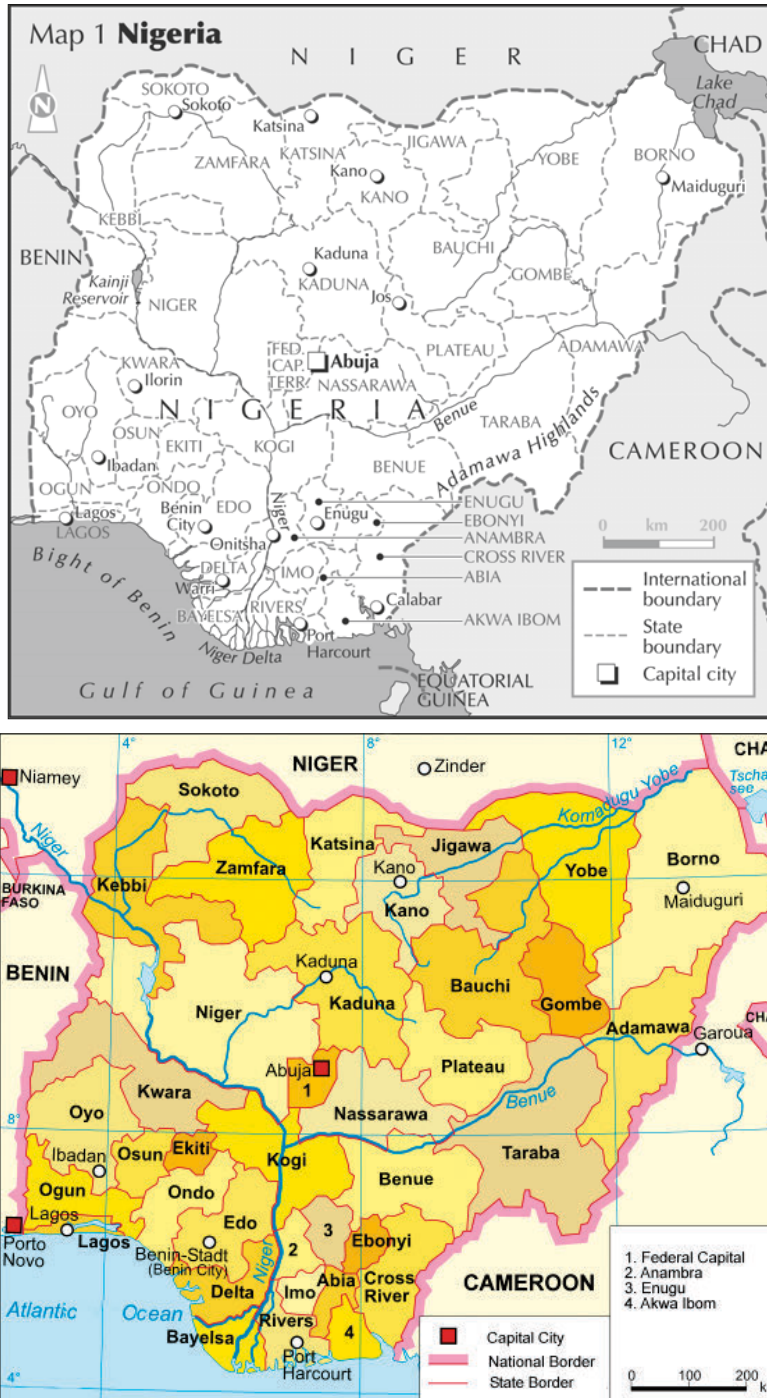 Map 1 Nigeria
NIGER
CHAD
Lake
Chad
N
SOKOTO
Sokoto
Katsina
KATSINA
JIGAWA
ZAMFARA
Kano
KANO
YOBE
BORNO
Maiduguri
KEBBI
BENIN
Kainji
Reservoir
NIGER
Kaduna
KADUNA
BAUCHI
GOMBE
Jos
FED.
CAP.
TERR.
Abuja
NASSARAWA
PLATEAU
ADAMAWA
KWARA
Ilorin
OYO
NIGERIA
Benue
TARABA
Adamawa Highlands
CAMEROON
OSUN
EKITI
KOGI
BENUE
Ibadan
OGUN
ONDO
EDO
Benin
City
Niger
Enugu
ENUGU
EBONYI
ANAMBRA
CROSS RIVER
ABIA
AKWA IBOM
Lagos
LAGOS
Onitsha
Bight of Benin
DELTA
Warri
IMO
BAYELSA
RIVERS
Calabar
Port
Harcourt
Niger Delta
Gulf of Guinea
EQUATORIAL
GUINEA
0 km 200
International
boundary
State
boundary
Capital city
4°
8°
12°
NIGER
Zinder
CHA
Tscha
see
Niamey
Niger
Sokoto
Komadugu Yobe
Katsina
Jigawa
Zamfara
Kano
Kano
Yobe
Borno
Maiduguri
Kebbi
BURKINA
FASO
BENIN
Kaduna
Kaduna
Niger
Bauchi
Gombe
Adamawa
CH
Garoua
Abuja
1
Plateau
Kwara
Nassarawa
Benue
Oyo
8°
Taraba
Ibadan
Osun
Ekiti
Kogi
Benue
Ogun
Ondo
Lagos
Edo
Porto
Novo
Lagos
Benin-Stadt
(Benin City)
Niger
2
3
Ebonyi
Delta
Imo
Abia
Cross
River
CAMEROON
Atlantic Ocean
Bayelsa
Rivers
4
Port
Harcourt
4°
1. Federal Capital
2. Anambra
3. Enugu
4. Akwa Ibom
Capital City
National Border
State Border
0 100 200
k